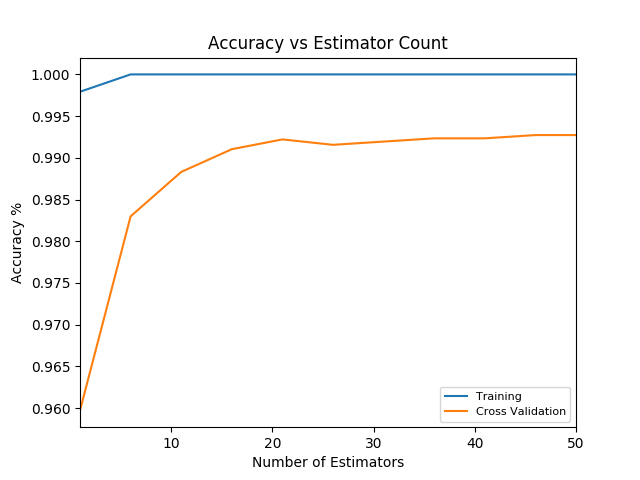 Accuracy vs Estimator Count
1.000
0.995
0.990
0.985
0.980
0.975
0.970
0.965
0.960
Accuracy %
10 20 30 40 50
Number of Estimators
Training
Cross Validation